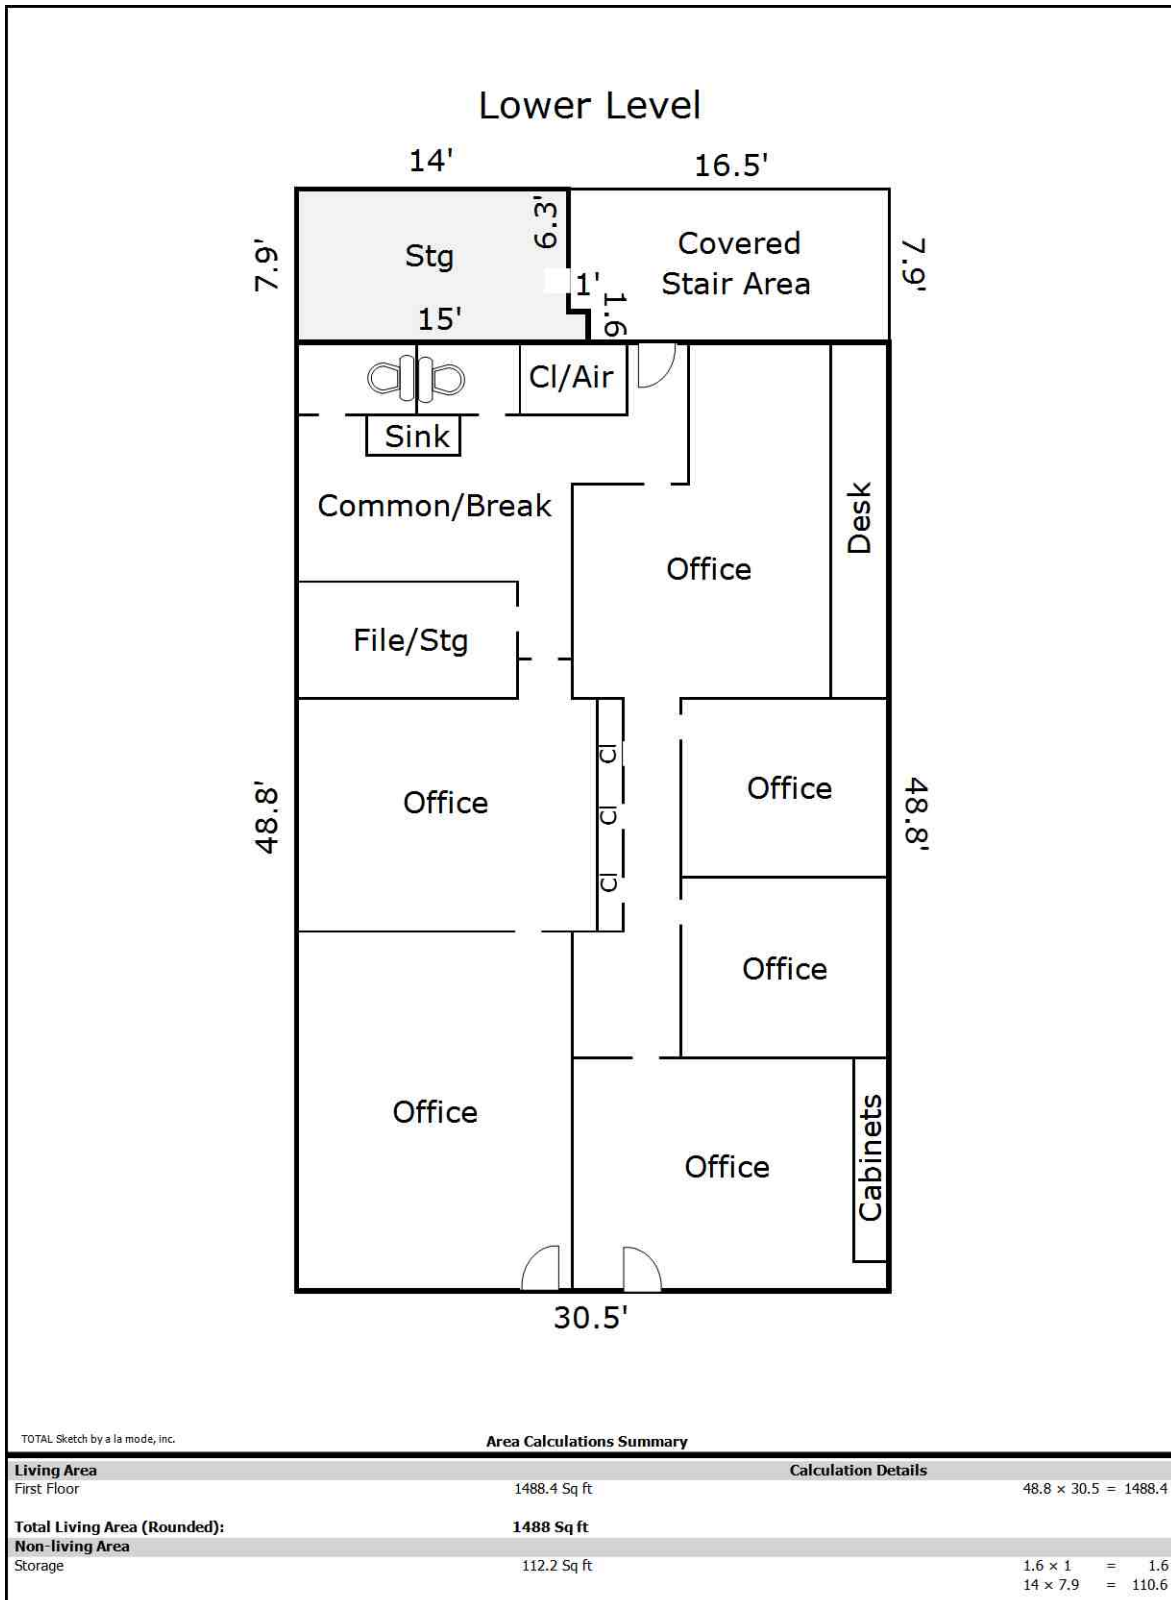 Lower Level
14'
16.5'
7.9'
Stg
6.3'
Covered
Stair Area
7.9'
1'
1.6
15'
Cl/Air
Sink
Common/Break
Desk
Office
File/Stg
48.8'
Office
Cl
Cl
Cl
Office
48.8'
Office
Office
Office
Cabinets
30.5'
TOTAL Sketch by a la mode, inc.
Area Calculations Summary
Living Area
Calculation Details
First Floor
1488.4 Sq ft
48.8 × 30.5 = 1488.4
Total Living Area (Rounded):
1488 Sq ft
Non-living Area
Storage
112.2 Sq ft
1.6 × 1 = 1.6
14 × 7.9 = 110.6